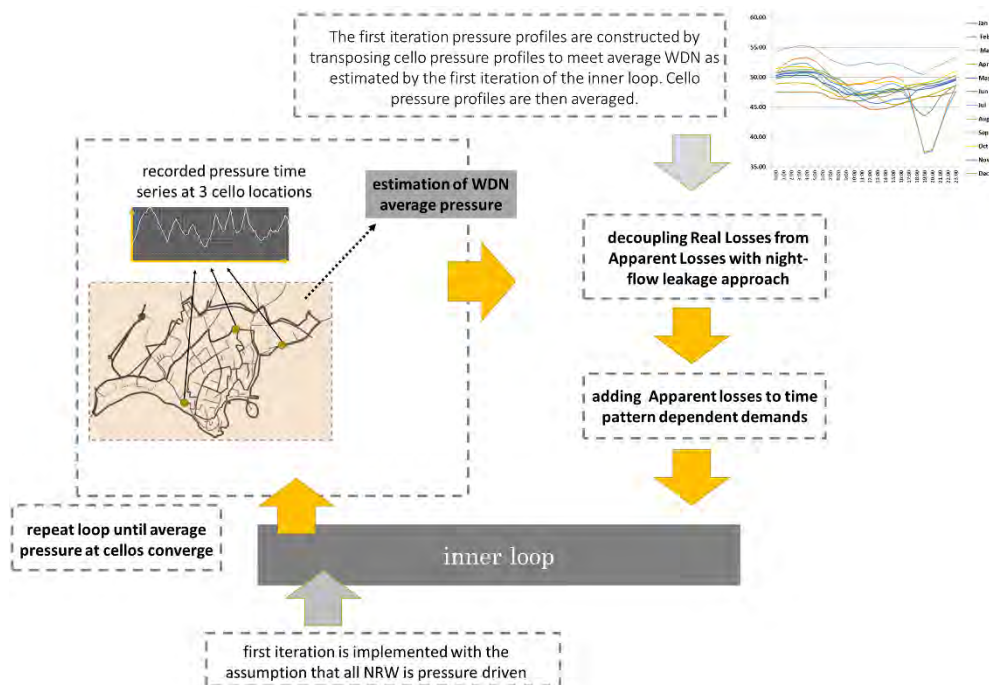 The first iteration pressure profiles are constructed by
transposing cello pressure profiles to meet average WDN as
estimated by the first iteration of the inner loop. Cello
pressure profiles are then averaged.
60.00
55.00
50.00
45.00
40.00
35.00
Jan
Feb
Ma
Apr
May
Jun
Jul
Aug
Sep
Oct
Nov
Dec
recorded pressure time
series at 3 cello locations
estimation of WDN
average pressure
decoupling Real Losses from
Apparent Losses with night-
flow leakage approach
adding Apparent losses to time
pattern dependent demands
repeat loop until average
pressure at cellos converge
inner loop
first iteration is implemented with the
assumption that all NRW is pressure driven